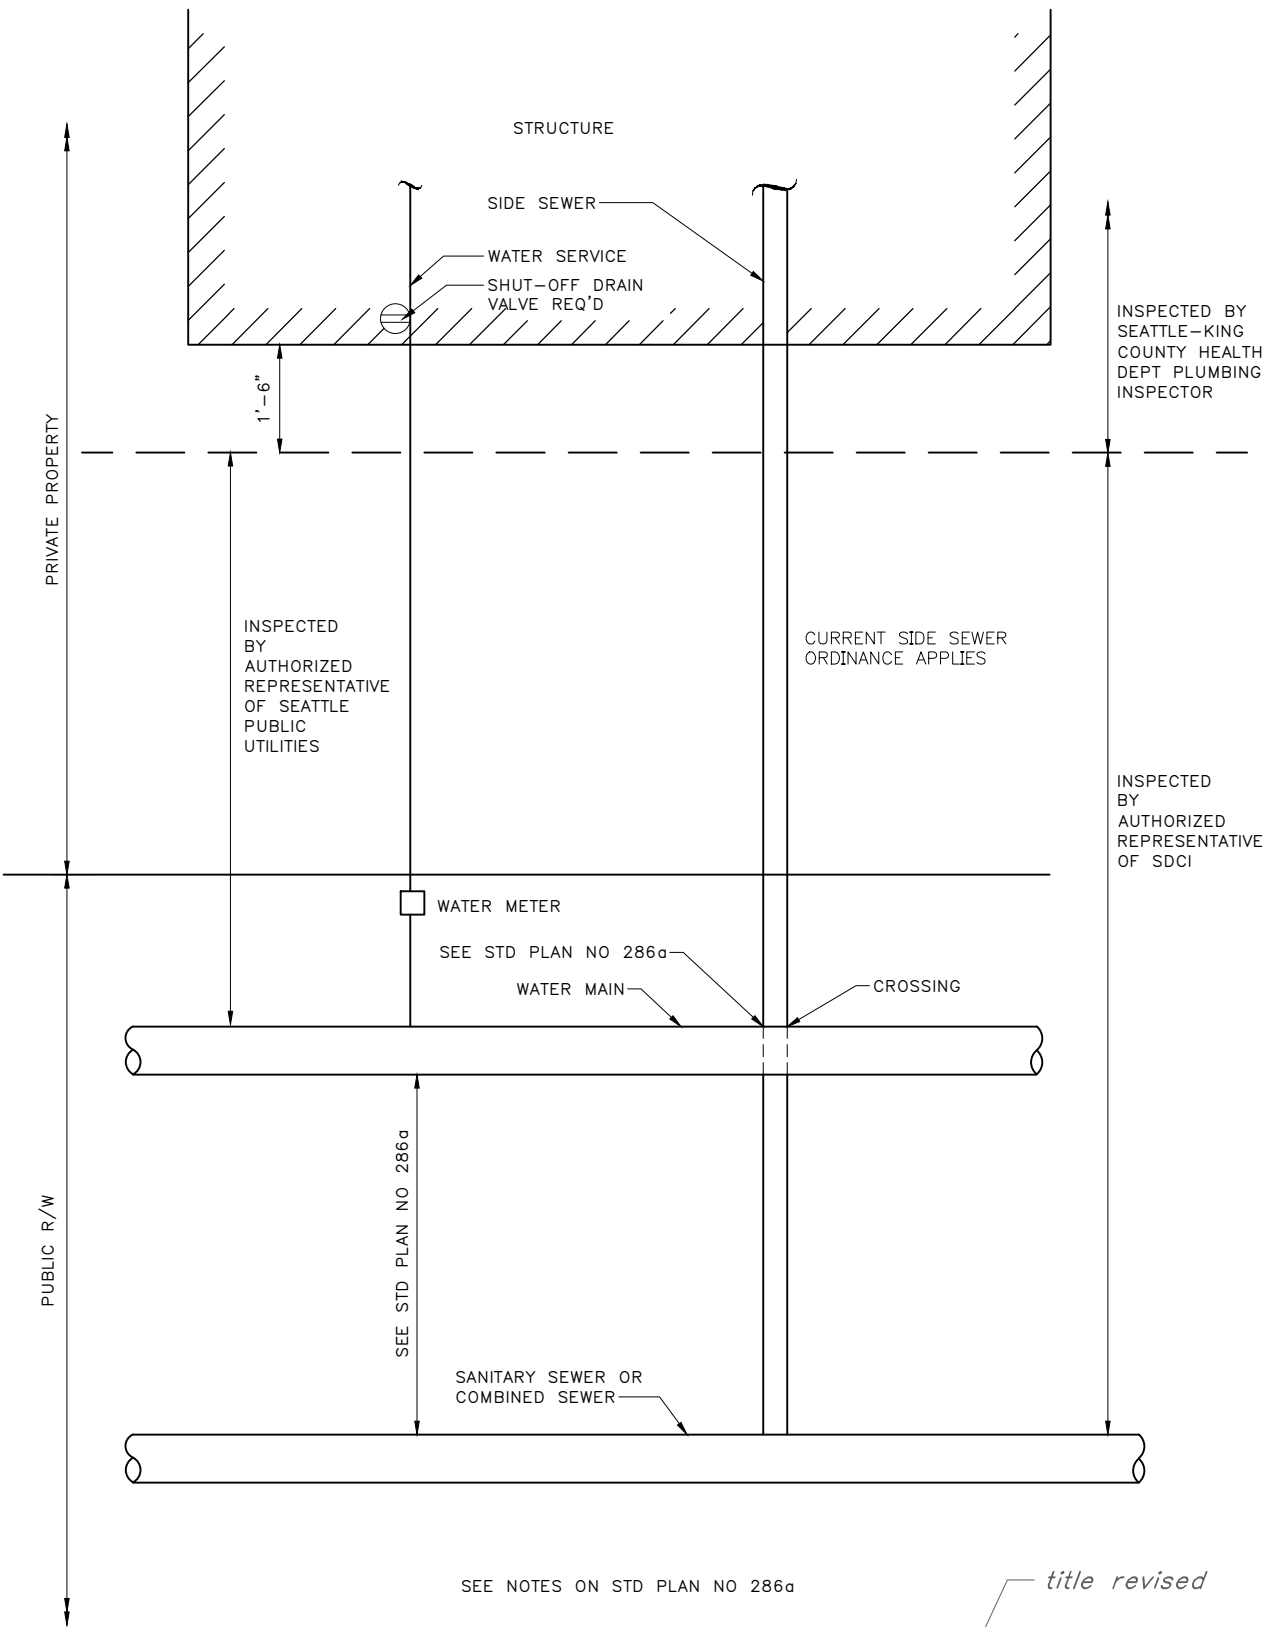 STRUCTURE
SIDE SEWER
WATER SERVICE
SHUT-OFF DRAIN
VALVE REQ'D
INSPECTED BY
SEATTLE-KING
COUNTY HEALTH
DEPT PLUMBING
INSPECTOR
1'-6"
PRIVATE PROPERTY
INSPECTED
BY
AUTHORIZED
REPRESENTATIVE
OF SEATTLE
PUBLIC
UTILITIES
CURRENT SIDE SEWER
ORDINANCE APPLIES
INSPECTED
BY
AUTHORIZED
REPRESENTATIVE
OF SDCI
WATER METER
SEE STD PLAN NO 286a
WATER MAIN
CROSSING
SEE STD PLAN NO 286a
PUBLIC R/W
SANITARY SEWER OR
COMBINED SEWER
SEE NOTES ON STD PLAN NO 286a
title revised